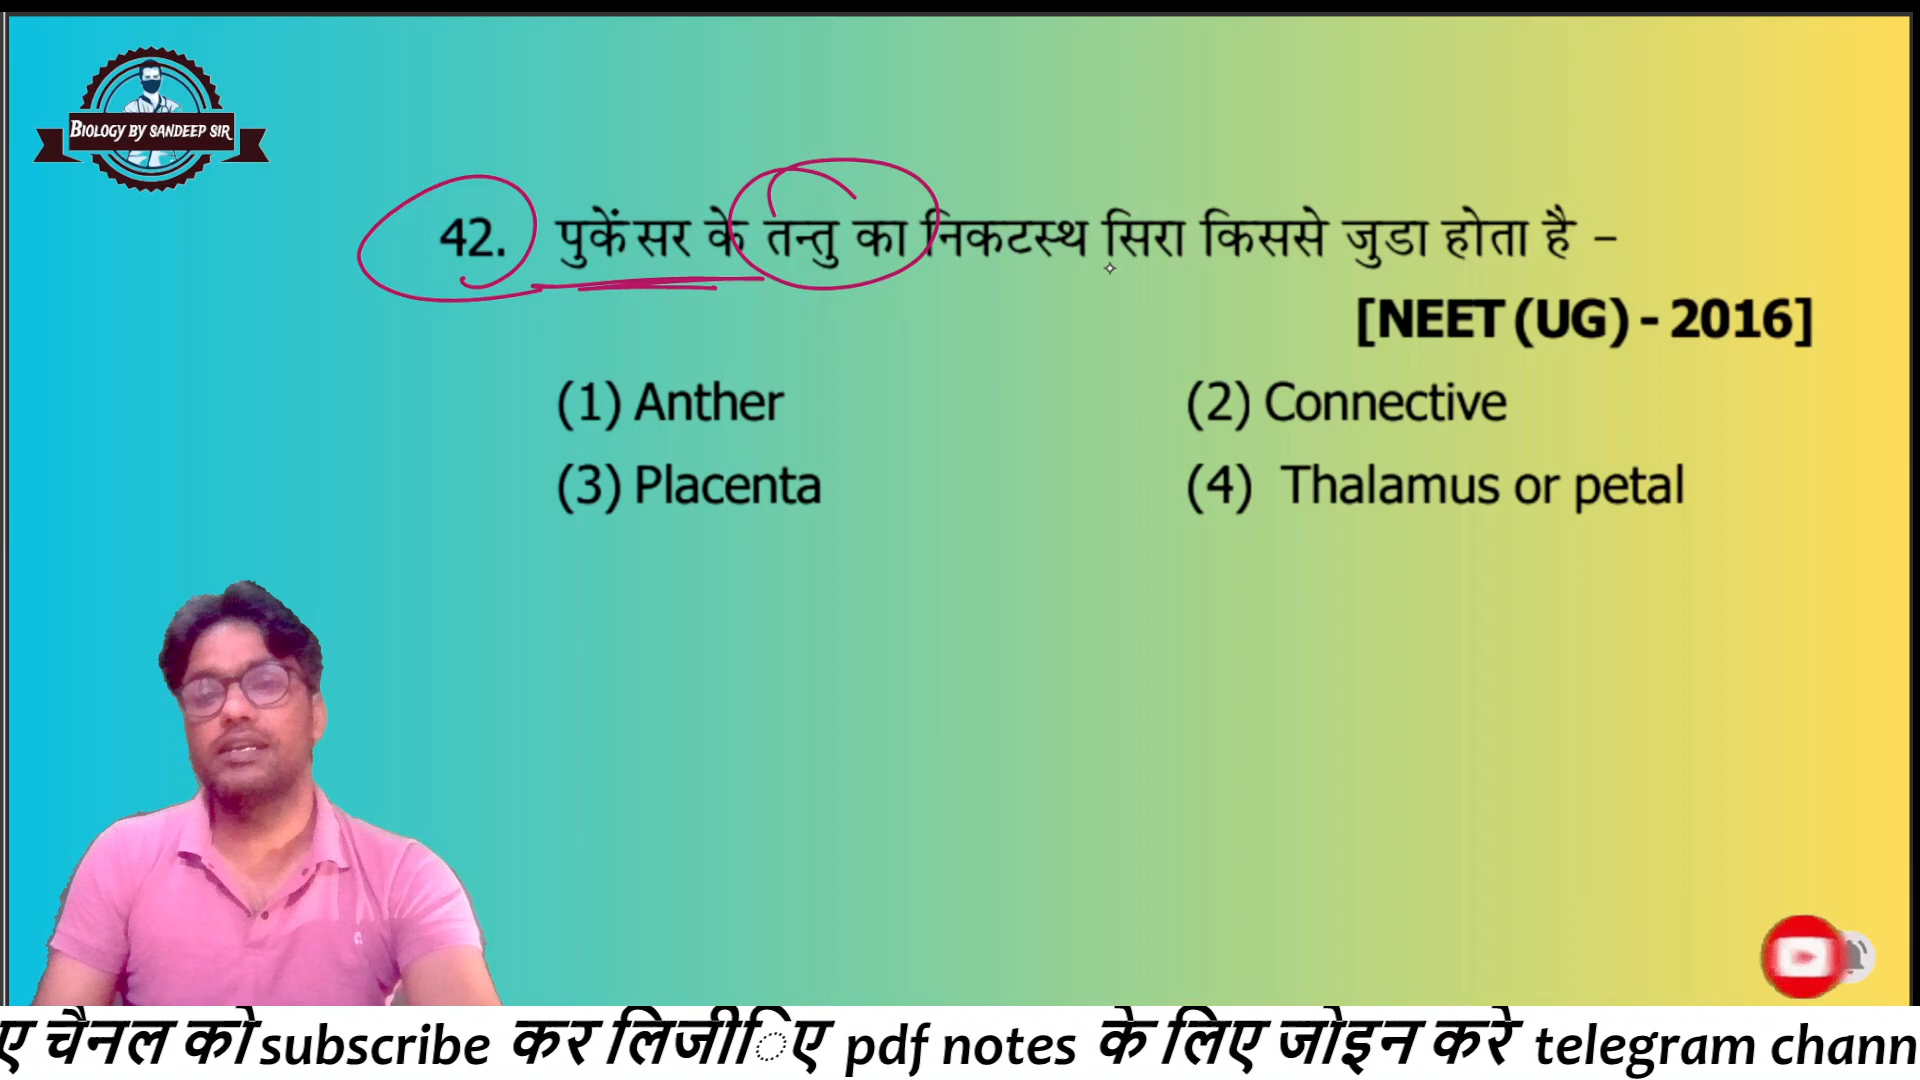 BIOLOGY BY SANDEEP SIR
42. पुकेंसर के तन्तु का निकटस्थ सिरा किससे जुडा होता है –
[NEET (UG) - 2016]
(1) Anther (2) Connective
(3) Placenta (4) Thalamus or petal
ए चैनल को subscribe कर लिजीिए pdf notes के लिए जोइन करे telegram chann